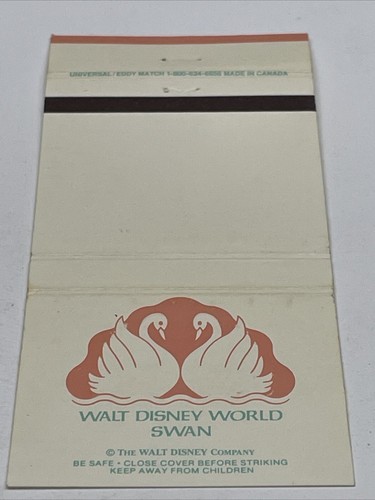 UNIVERSAL/EDDY MATCH 1-800-634-6850 MADE IN CANADA
WALT DISNEY WORLD
SWAN
© THE WALT DISNEY COMPANY
BE SAFE • CLOSE COVER BEFORE STRIKING
KEEP AWAY FROM CHILDREN